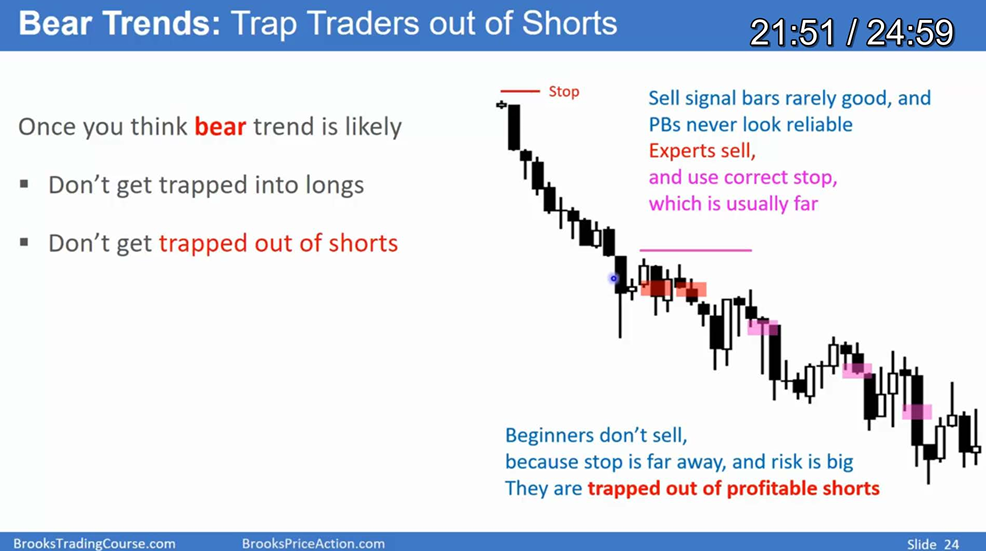 Bear Trends: Trap Traders out of Shorts
21:51 / 24:59
Stop
Once you think bear trend is likely
▪ Don't get trapped into longs
▪ Don't get trapped out of shorts
Sell signal bars rarely good, and
PBs never look reliable
Experts sell,
and use correct stop,
which is usually far
Beginners don't sell,
because stop is far away, and risk is big
They are trapped out of profitable shorts
BrooksTradingCourse.com
BrooksPriceAction.com
Slide 24